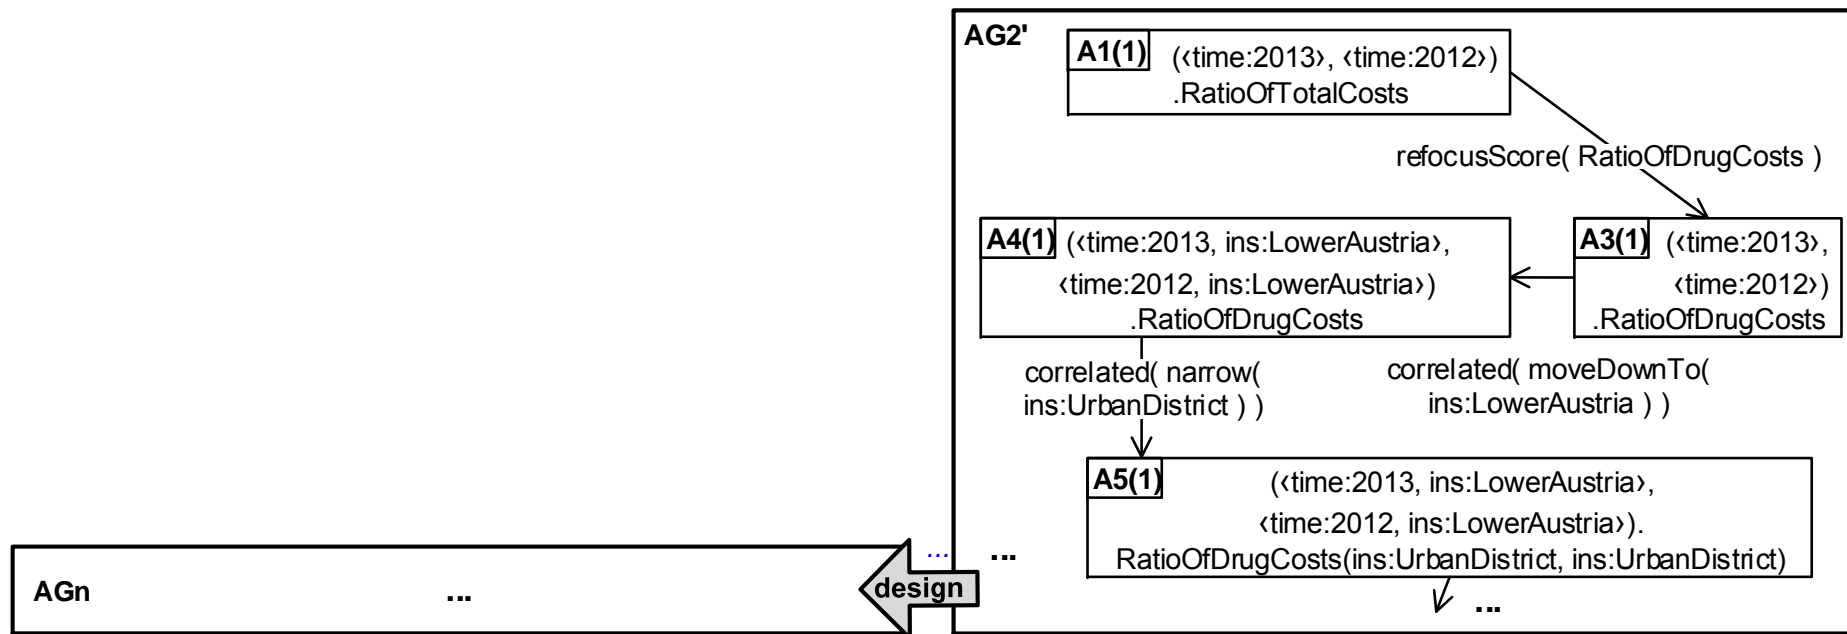 AG2'
A1(1) (‹time:2013›, ‹time:2012›)
.RatioOfTotalCosts
refocusScore( RatioOfDrugCosts )
A4(1) (‹time:2013, ins:LowerAustria›,
‹time:2012, ins:LowerAustria›)
.RatioOfDrugCosts
A3(1) (‹time:2013›,
‹time:2012›)
.RatioOfDrugCosts
correlated( narrow(
ins:UrbanDistrict ) )
correlated( moveDownTo(
ins:LowerAustria ) )
A5(1) (‹time:2013, ins:LowerAustria›,
‹time:2012, ins:LowerAustria›).
RatioOfDrugCosts(ins:UrbanDistrict, ins:UrbanDistrict)
... ...
AGn ... design
...